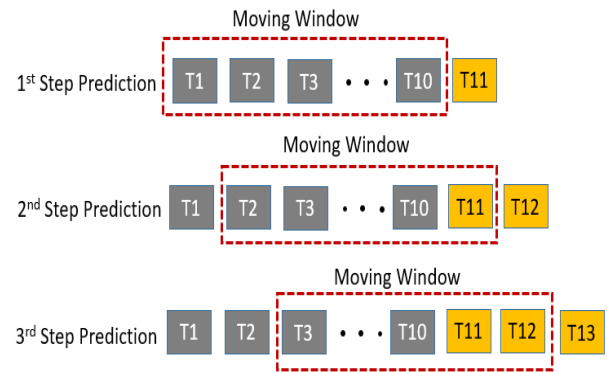 Moving Window
1st Step Prediction T1 T2 T3 • • • T10 T11
Moving Window
2nd Step Prediction T1 T2 T3 • • • T10 T11 T12
Moving Window
3rd Step Prediction T1 T2 T3 • • • T10 T11 T12 T13